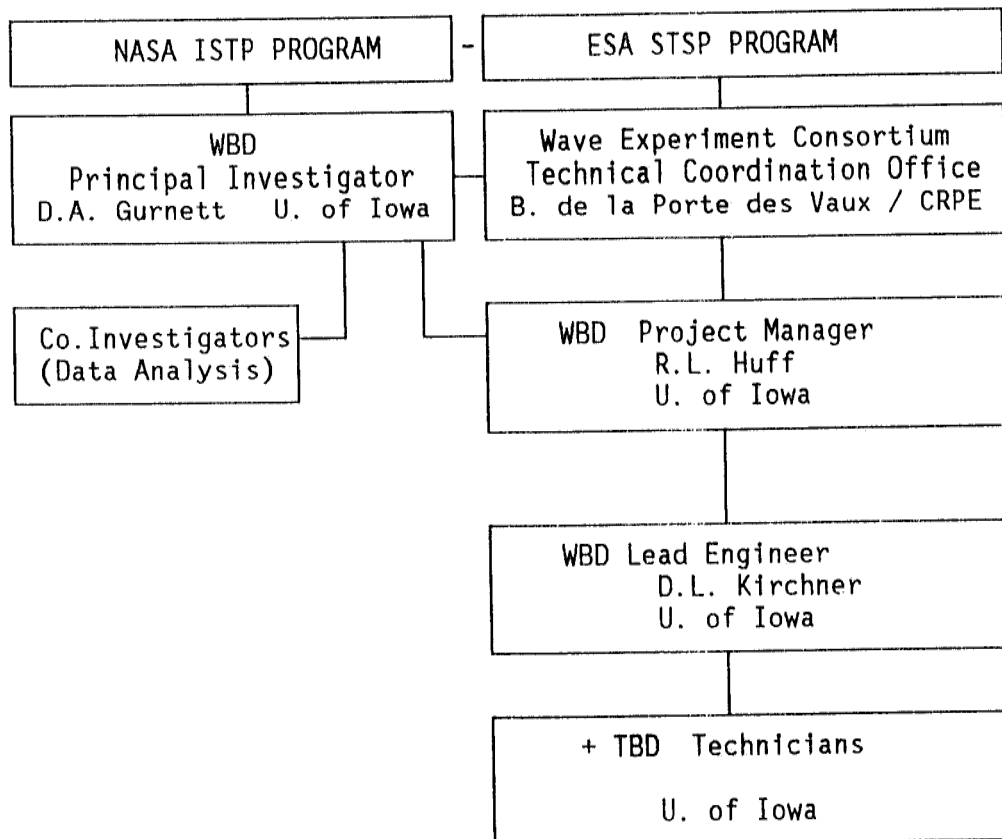 NASA ISTP PROGRAM - ESA STSP PROGRAM
WBD
Principal Investigator
D.A. Gurnett U. of Iowa
Wave Experiment Consortium
Technical Coordination Office
B. de la Porte des Vaux / CRPE
Co.Investigators
(Data Analysis)
WBD Project Manager
R.L. Huff
U. of Iowa
WBD Lead Engineer
D.L. Kirchner
U. of Iowa
+ TBD Technicians
U. of Iowa